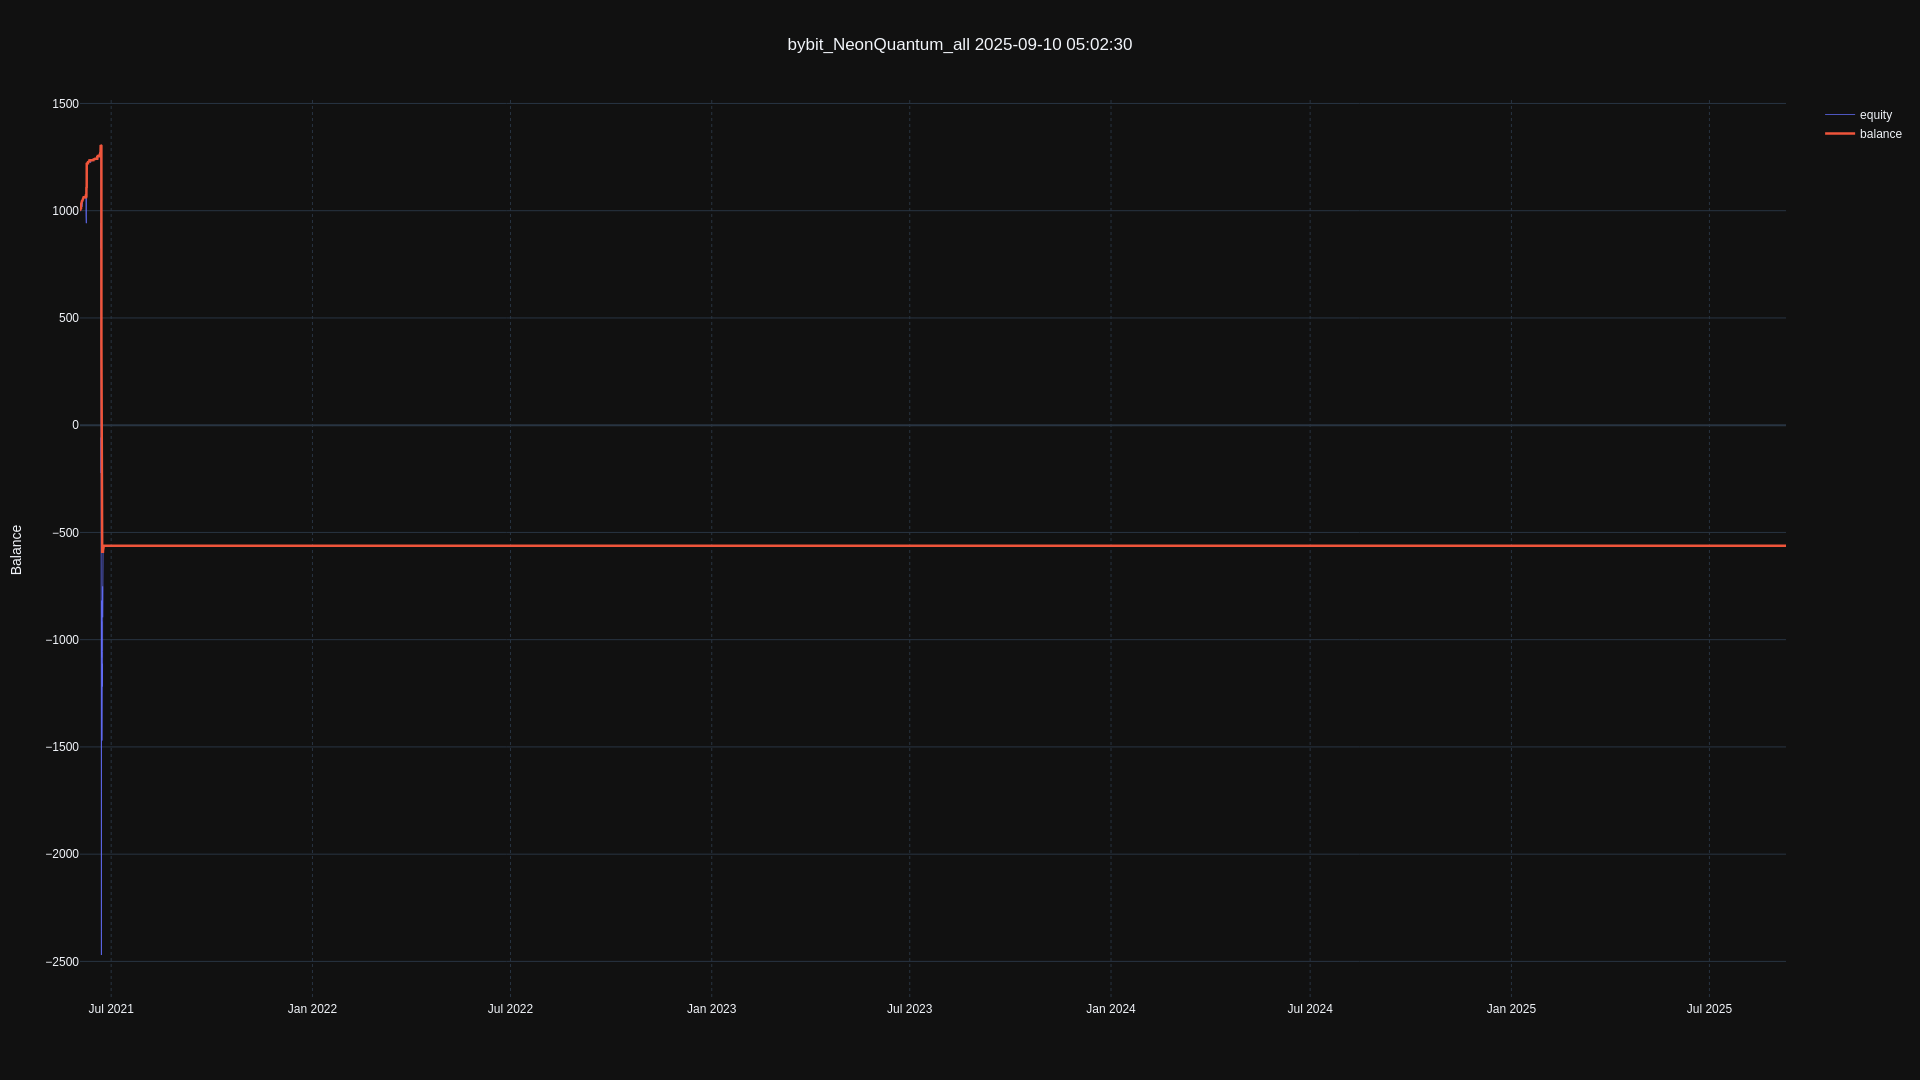 bybit_NeonQuantum_all 2025-09-10 05:02:30
equity
balance
Balance
1500
1000
500
0
−500
−1000
−1500
−2000
−2500
Jul 2021
Jan 2022
Jul 2022
Jan 2023
Jul 2023
Jan 2024
Jul 2024
Jan 2025
Jul 2025